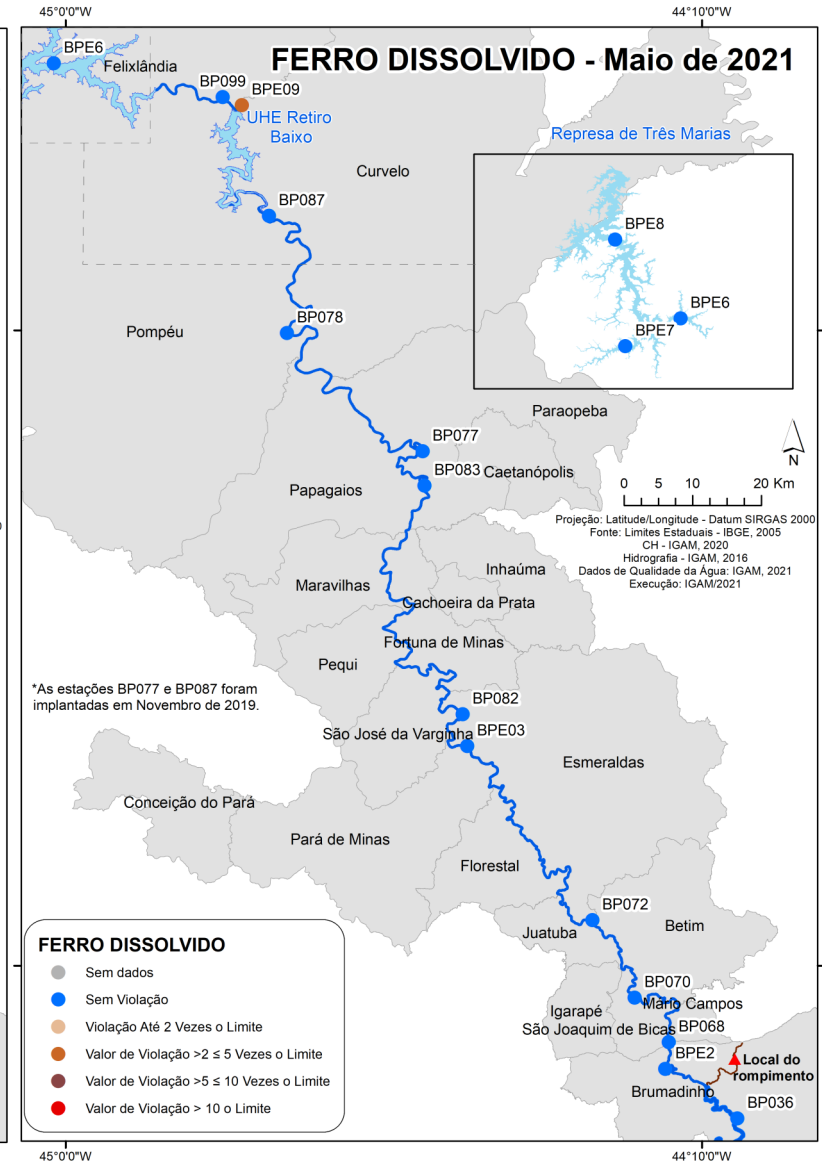 45°0'0"W
44°10'0"W
FERRO DISSOLVIDO - Maio de 2021
BPE6
Felixlândia
BP099
BPE09
UHE Retiro
Baixo
Represa de Três Marias
Curvelo
BP087
BPE8
BPE6
BPE7
BP078
Pompéu
Paraopeba
BP077
BP083
Caetanópolis
Papagaios
N
0 5 10 20 Km
Projeção: Latitude/Longitude - Datum SIRGAS 2000
Fonte: Limites Estaduais - IBGE, 2005
CH - IGAM, 2020
Hidrografia - IGAM, 2016
Dados de Qualidade da Água: IGAM, 2021
Execução: IGAM/2021
Inhaúma
Maravilhas
Cachoeira da Prata
Fortuna de Minas
Pequi
*As estações BP077 e BP087 foram
implantadas em Novembro de 2019.
BP082
São José da Varginha
BPE03
Esmeraldas
Conceição do Pará
Pará de Minas
Florestal
BP072
Betim
Juatuba
BP070
Mário Campos
Igarapé
São Joaquim de Bicas
BP068
BPE2
Local do
rompimento
Brumadinho
BP036
FERRO DISSOLVIDO
Sem dados
Sem Violação
Violação Até 2 Vezes o Limite
Valor de Violação >2 ≤ 5 Vezes o Limite
Valor de Violação >5 ≤ 10 Vezes o Limite
Valor de Violação > 10 o Limite
45°0'0"W
44°10'0"W